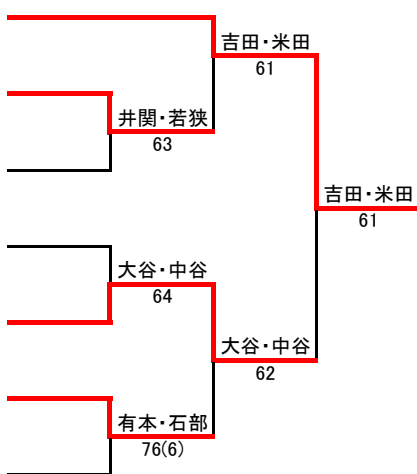 吉田・米田
61
井関・若狭
63
吉田・米田
61
大谷・中谷
64
大谷・中谷
62
有本・石部
76(6)